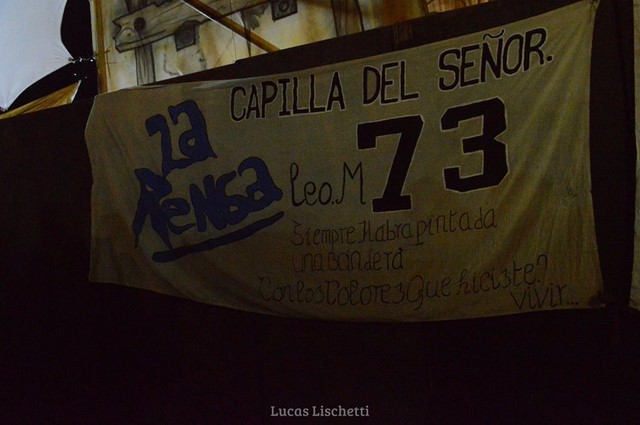 CAPILLA DEL SEÑOR.
La
Rensa
Leo.M
73
Siempre Habra pintada
una bandera
Con los Colores Que hiciste?
vivir...
Lucas Lischetti